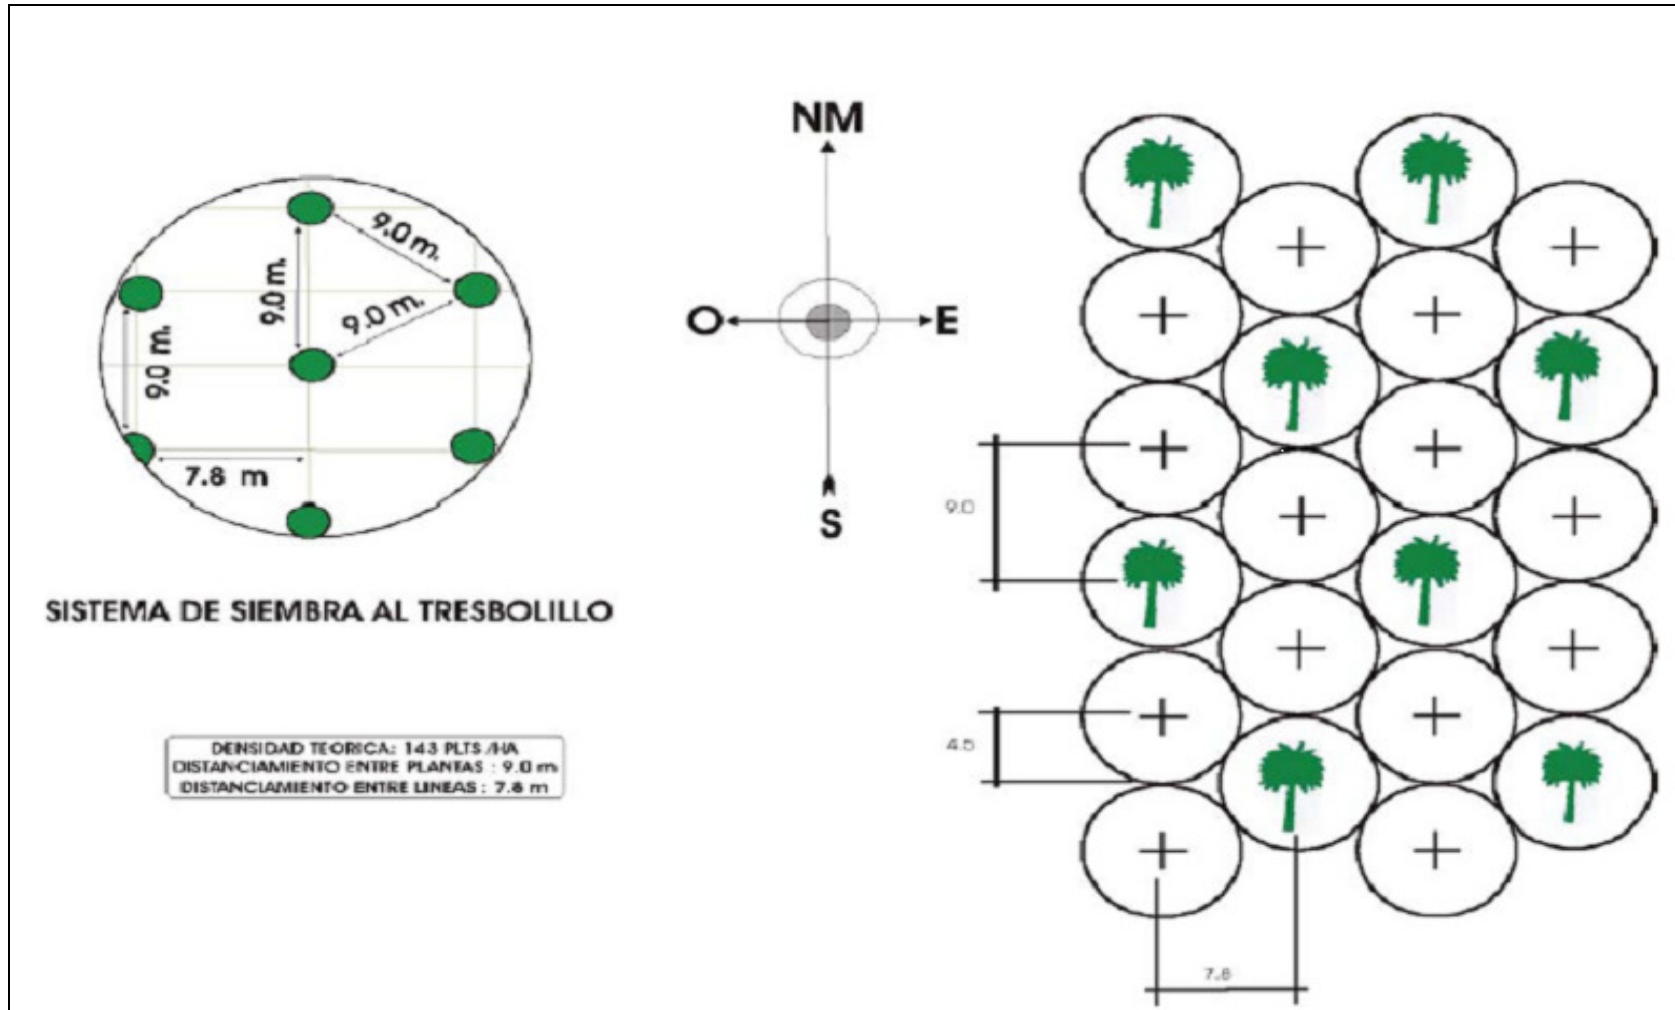 9.0 m.
9.0 m.
9.0 m.
9.0 m.
7.8 m
SISTEMA DE SIEMBRA AL TRESBOLILLO
DENSIDAD TEORICA: 143 PLTS /HA
DISTANCIAMIENTO ENTRE PLANTAS : 9.0 m
DISTANCIAMIENTO ENTRE LINEAS : 7.8 m
NM
O
E
S
9.0
4.5
7.8